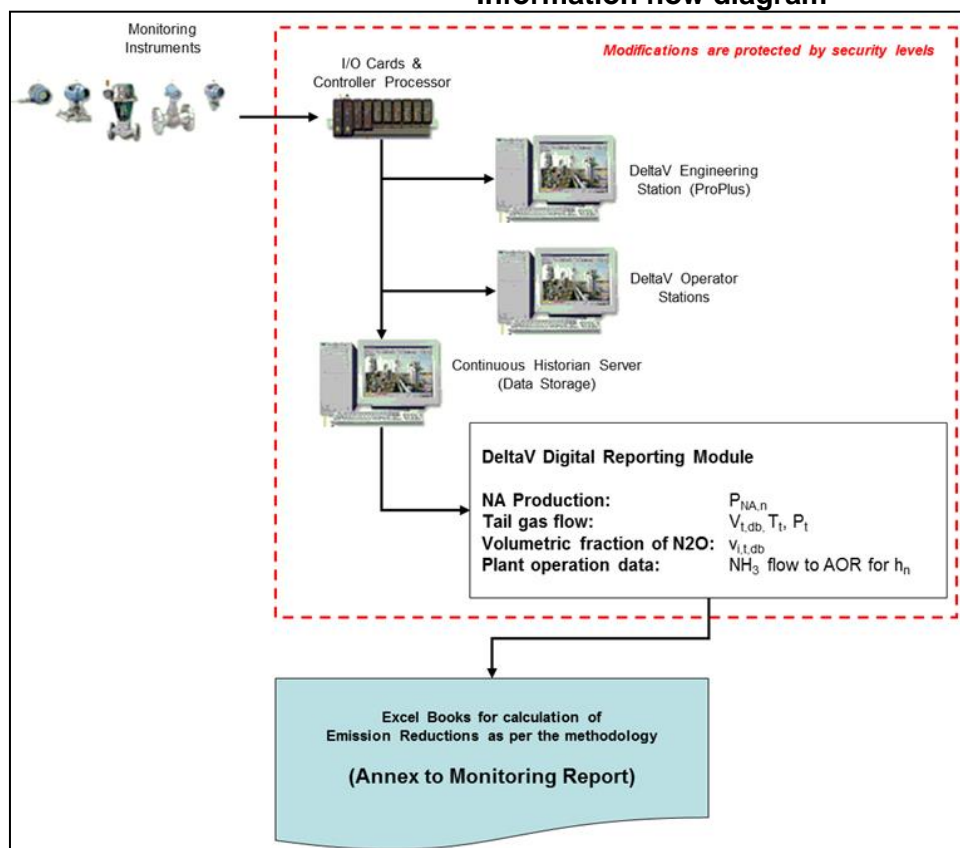 Information flow diagram
Monitoring
Instruments
Modifications are protected by security levels
I/O Cards &
Controller Processor
DeltaV Engineering
Station (ProPlus)
DeltaV Operator
Stations
Continuous Historian Server
(Data Storage)
DeltaV Digital Reporting Module
NA Production: P_NA,n
Tail gas flow: V_t,db, T_t, P_t
Volumetric fraction of N2O: v_i,t,db
Plant operation data: NH₃ flow to AOR for h_n
Excel Books for calculation of
Emission Reductions as per the methodology
(Annex to Monitoring Report)